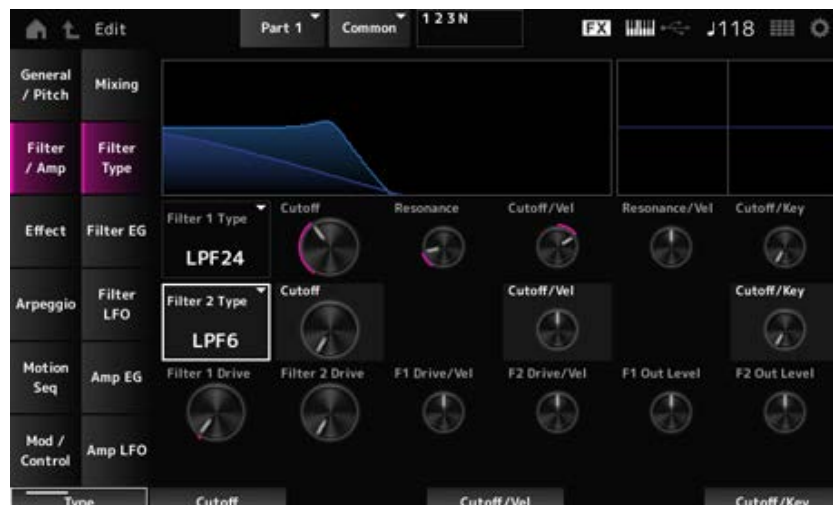 Edit
Part 1
Common
1 2 3 N
FX
♩118
General
/ Pitch
Mixing
Filter
/ Amp
Filter
Type
Effect
Filter EG
Arpeggio
Filter
LFO
Motion
Seq
Amp EG
Mod /
Control
Amp LFO
Filter 1 Type
LPF24
Cutoff
Resonance
Cutoff/Vel
Resonance/Vel
Cutoff/Key
Filter 2 Type
LPF6
Cutoff
Cutoff/Vel
Cutoff/Key
Filter 1 Drive
Filter 2 Drive
F1 Drive/Vel
F2 Drive/Vel
F1 Out Level
F2 Out Level
Type
Cutoff
Cutoff/Vel
Cutoff/Key